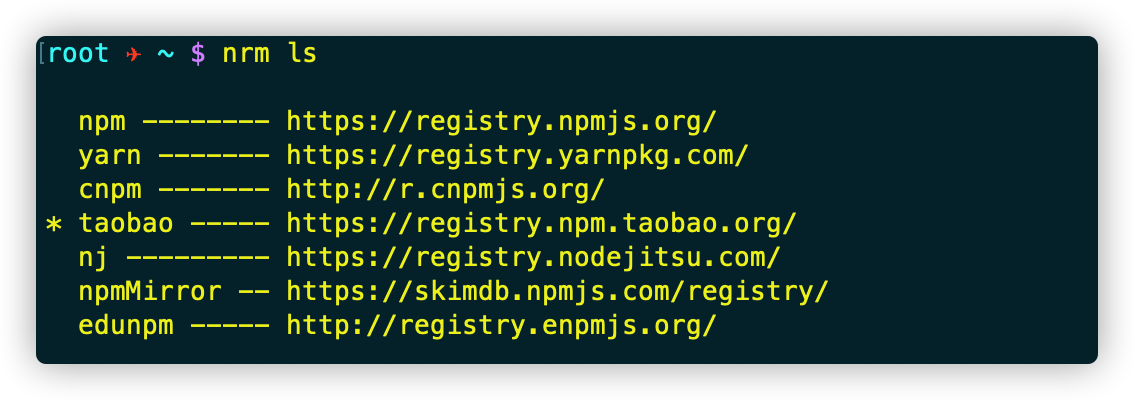 [root ✈ ~ $ nrm ls
npm -------- https://registry.npmjs.org/
yarn ------- https://registry.yarnpkg.com/
cnpm ------- http://r.cnpmjs.org/
* taobao ----- https://registry.npm.taobao.org/
nj --------- https://registry.nodejitsu.com/
npmMirror -- https://skimdb.npmjs.com/registry/
edunpm ----- http://registry.enpmjs.org/